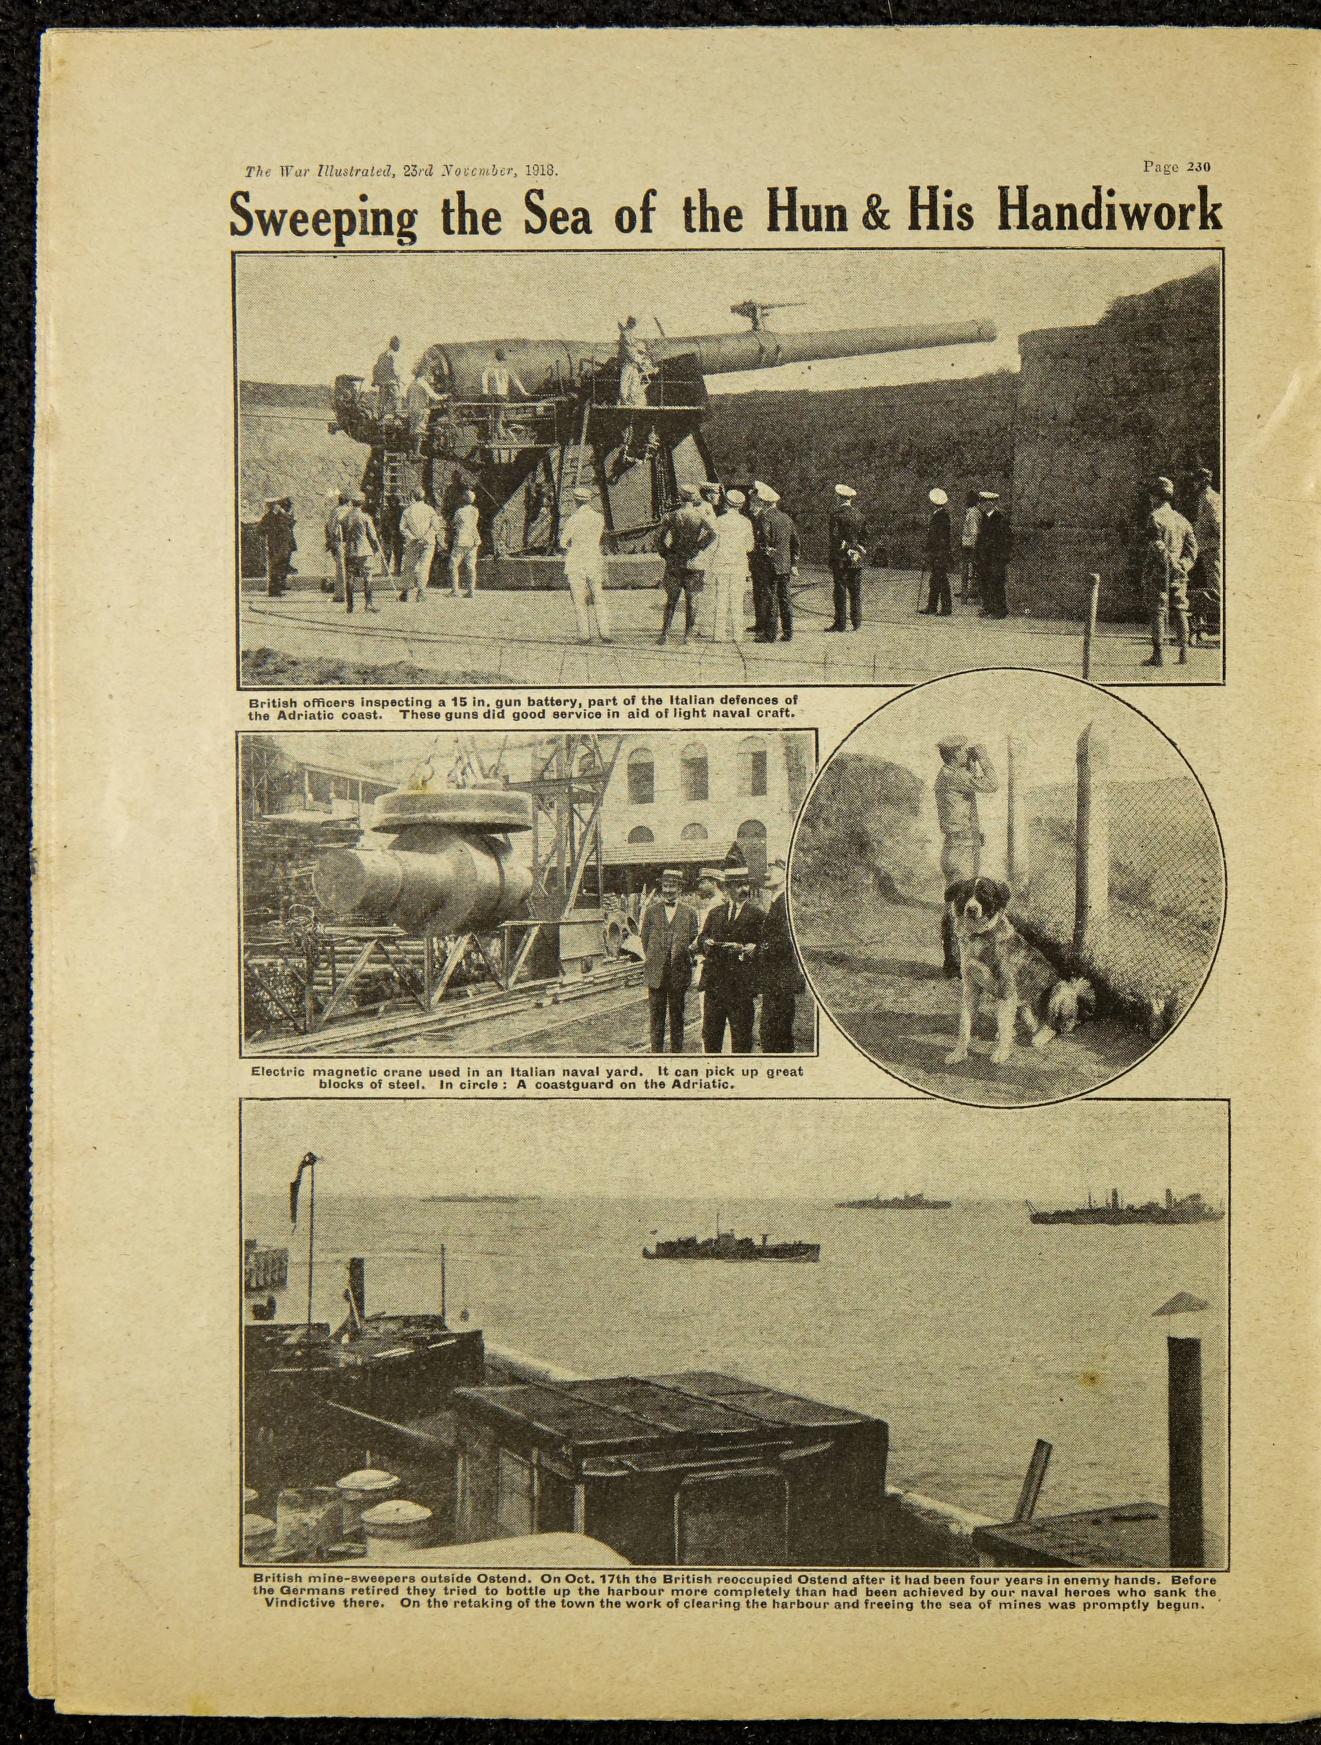 The War Illustrated, 23rd November, 1918.
Page 230
Sweeping the Sea of the Hun & His Handiwork
British officers inspecting a 15 in. gun battery, part of the Italian defences of
the Adriatic coast. These guns did good service in aid of light naval craft.
Electric magnetic crane used in an Italian naval yard. It can pick up great
blocks of steel. In circle: A coastguard on the Adriatic.
British mine-sweepers outside Ostend. On Oct. 17th the British reoccupied Ostend after it had been four years in enemy hands. Before
the Germans retired they tried to bottle up the harbour more completely than had been achieved by our naval heroes who sank the
Vindictive there. On the retaking of the town the work of clearing the harbour and freeing the sea of mines was promptly begun.